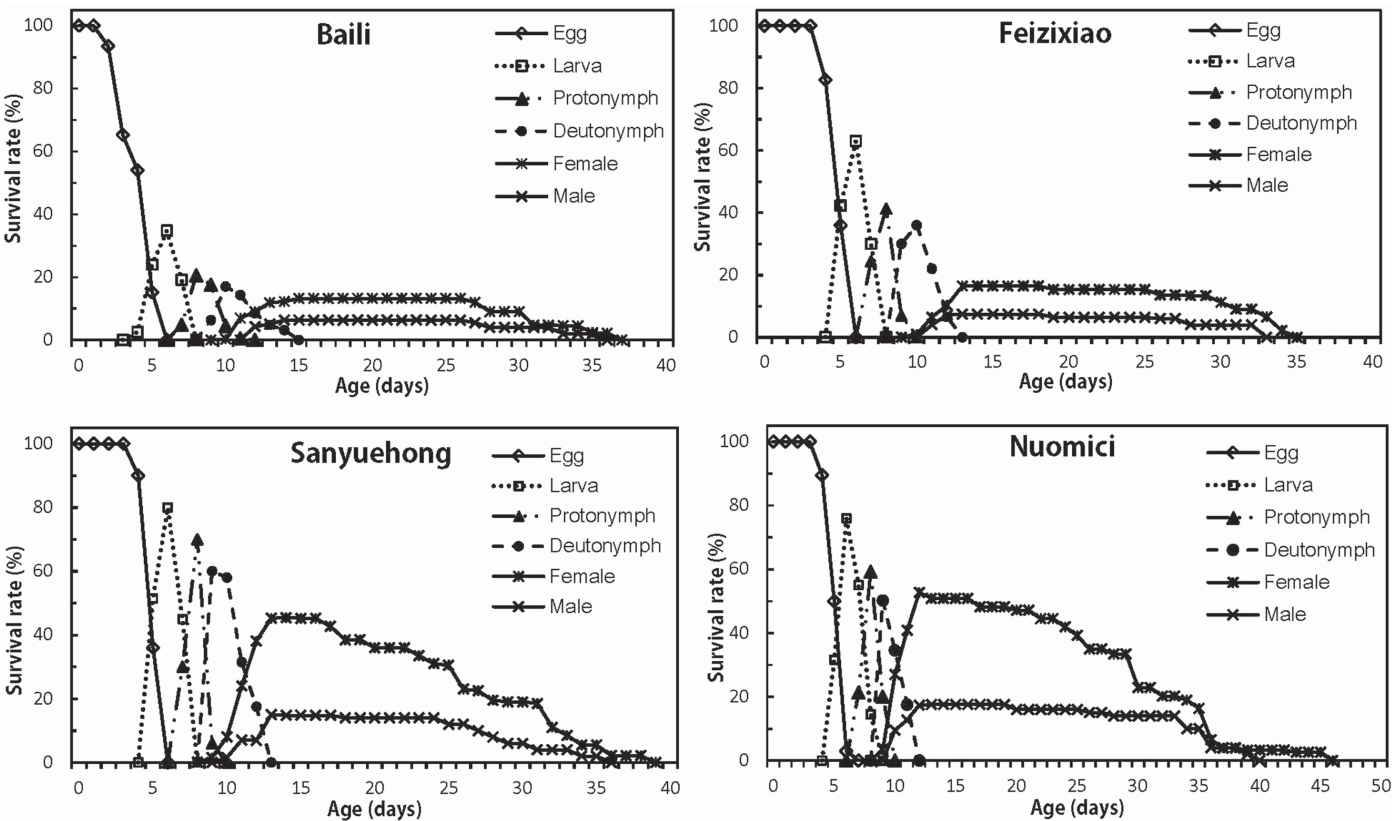 Baili
Survival rate (%)
100
80
60
40
20
0
Egg
Larva
Protonymph
Deutonymph
Female
Male
0 5 10 15 20 25 30 35 40
Age (days)
Feizixiao
Survival rate (%)
100
80
60
40
20
0
Egg
Larva
Protonymph
Deutonymph
Female
Male
0 5 10 15 20 25 30 35 40
Age (days)
Sanyuehong
Survival rate (%)
100
80
60
40
20
0
Egg
Larva
Protonymph
Deutonymph
Female
Male
0 5 10 15 20 25 30 35 40
Age (days)
Nuomici
Survival rate (%)
100
80
60
40
20
0
Egg
Larva
Protonymph
Deutonymph
Female
Male
0 5 10 15 20 25 30 35 40 45 50
Age (days)